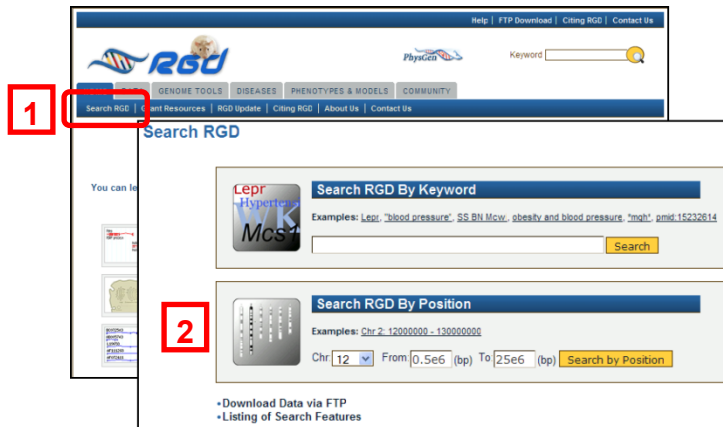 Help | FTP Download | Citing RGD | Contact Us
RGD
PhysGen
Keyword
GENOME TOOLS DISEASES PHENOTYPES & MODELS COMMUNITY
1
Search RGD | Grant Resources | RGD Update | Citing RGD | About Us | Contact Us
Search RGD
You can le
Lepr
Hypertens
WK
Mcs1
Search RGD By Keyword
Examples: Lepr, "blood pressure", SS BN Mcw, obesity and blood pressure, *mgh*, pmid:15232614
Search
2
Search RGD By Position
Examples: Chr 2: 12000000 - 130000000
Chr: 12 From: 0.5e6 (bp) To: 25e6 (bp) Search by Position
•Download Data via FTP
•Listing of Search Features